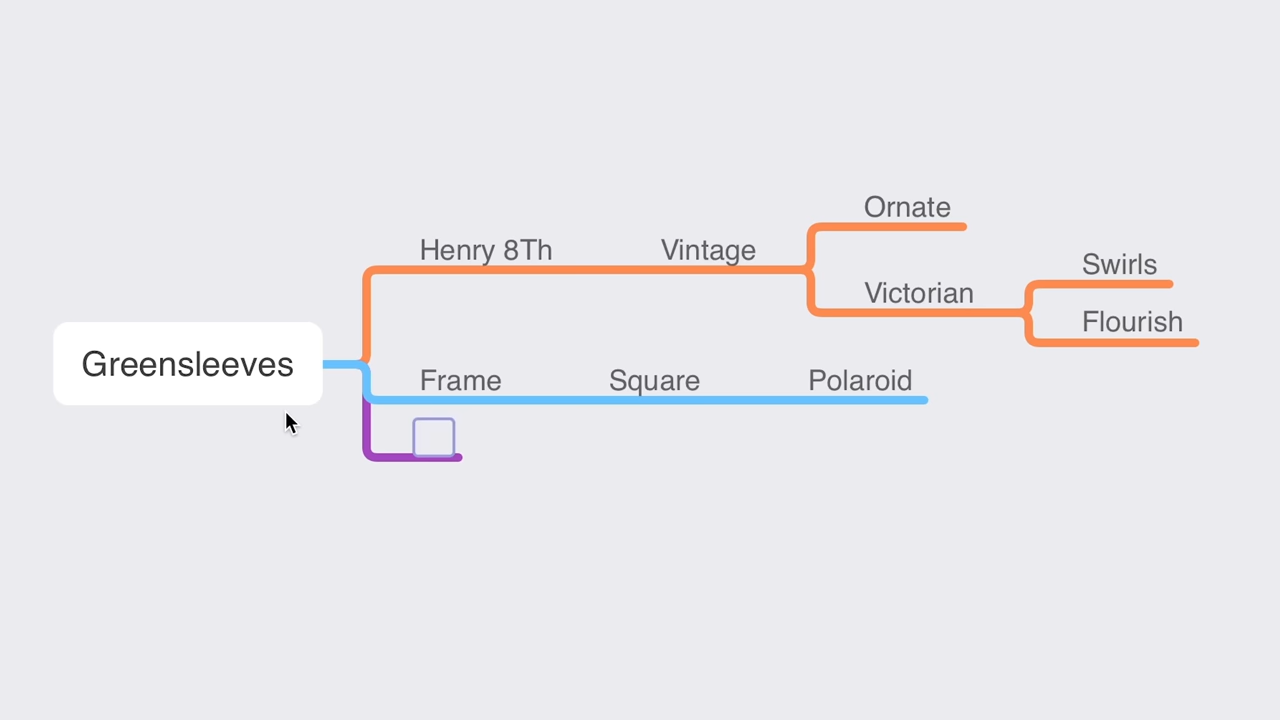 Ornate
Henry 8Th
Vintage
Swirls
Victorian
Flourish
Greensleeves
Frame
Square
Polaroid